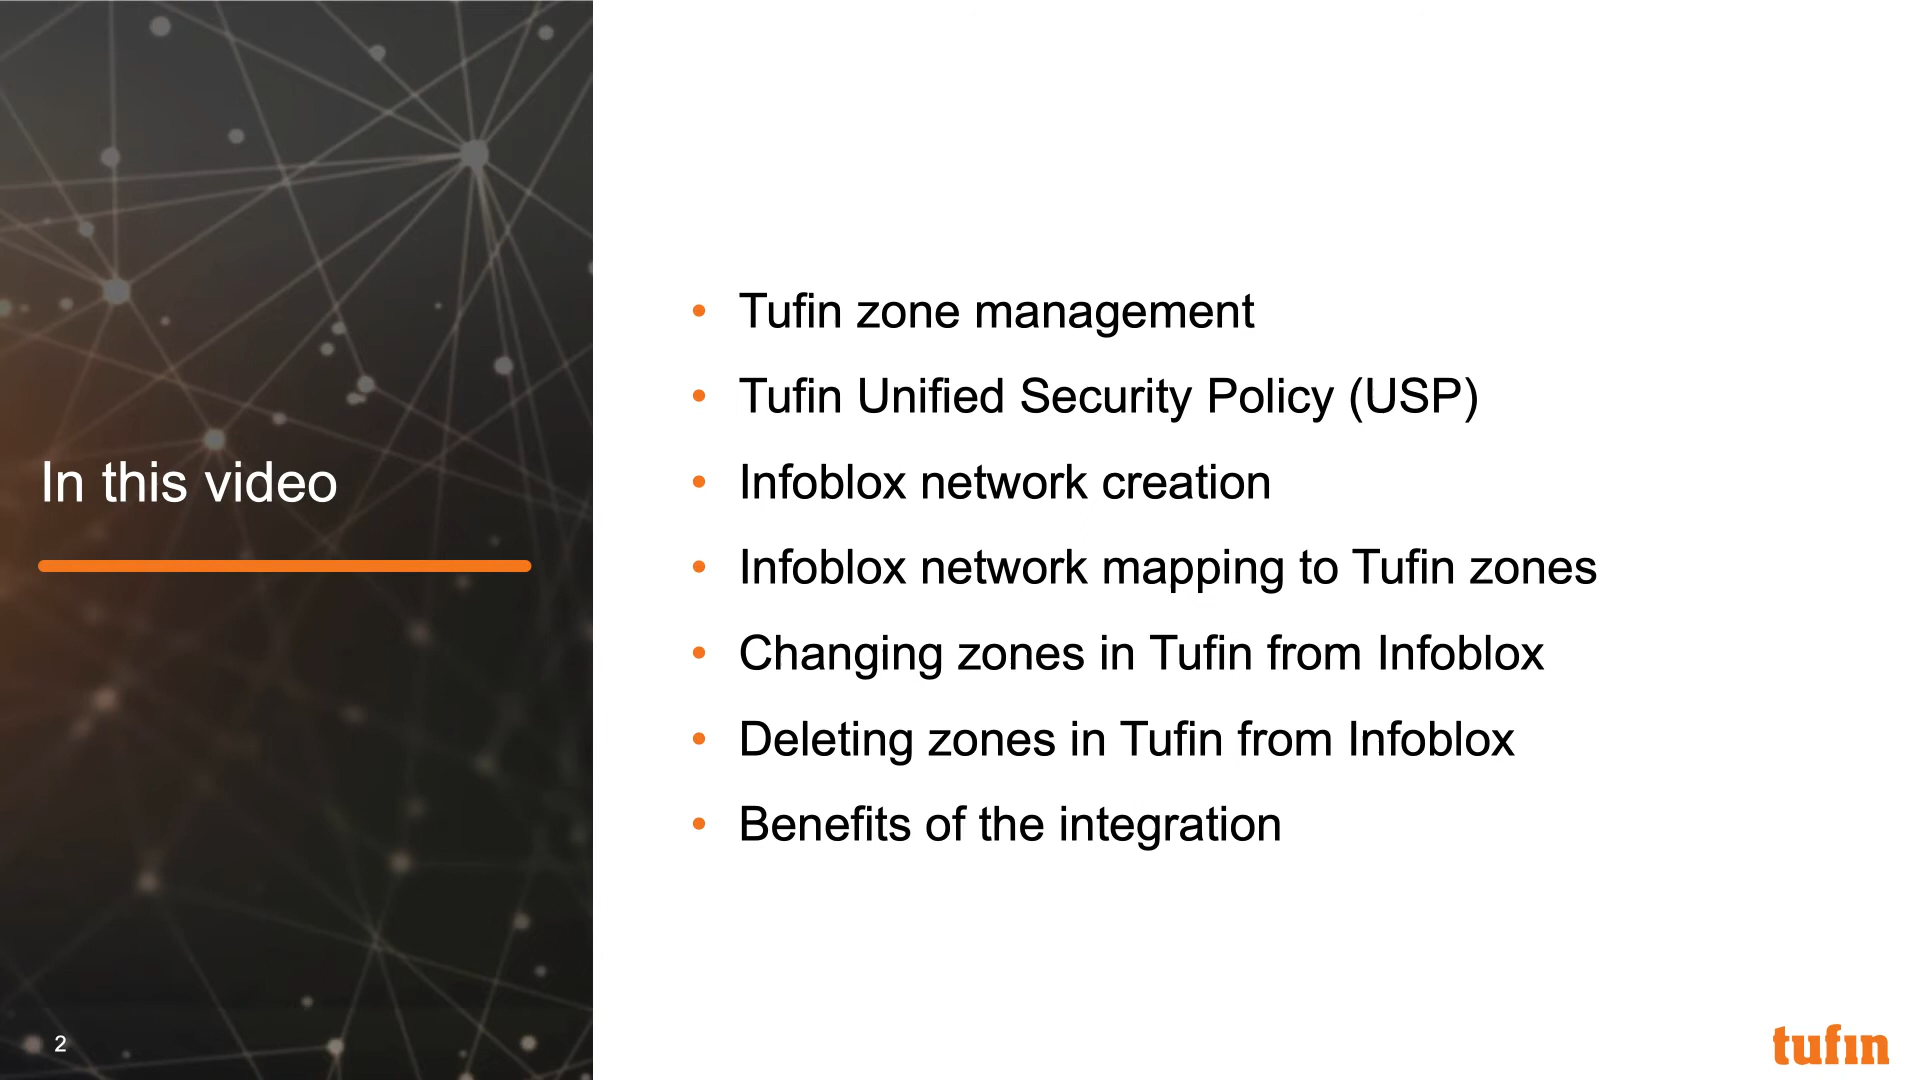 In this video
• Tufin zone management
• Tufin Unified Security Policy (USP)
• Infoblox network creation
• Infoblox network mapping to Tufin zones
• Changing zones in Tufin from Infoblox
• Deleting zones in Tufin from Infoblox
• Benefits of the integration
2
tufin